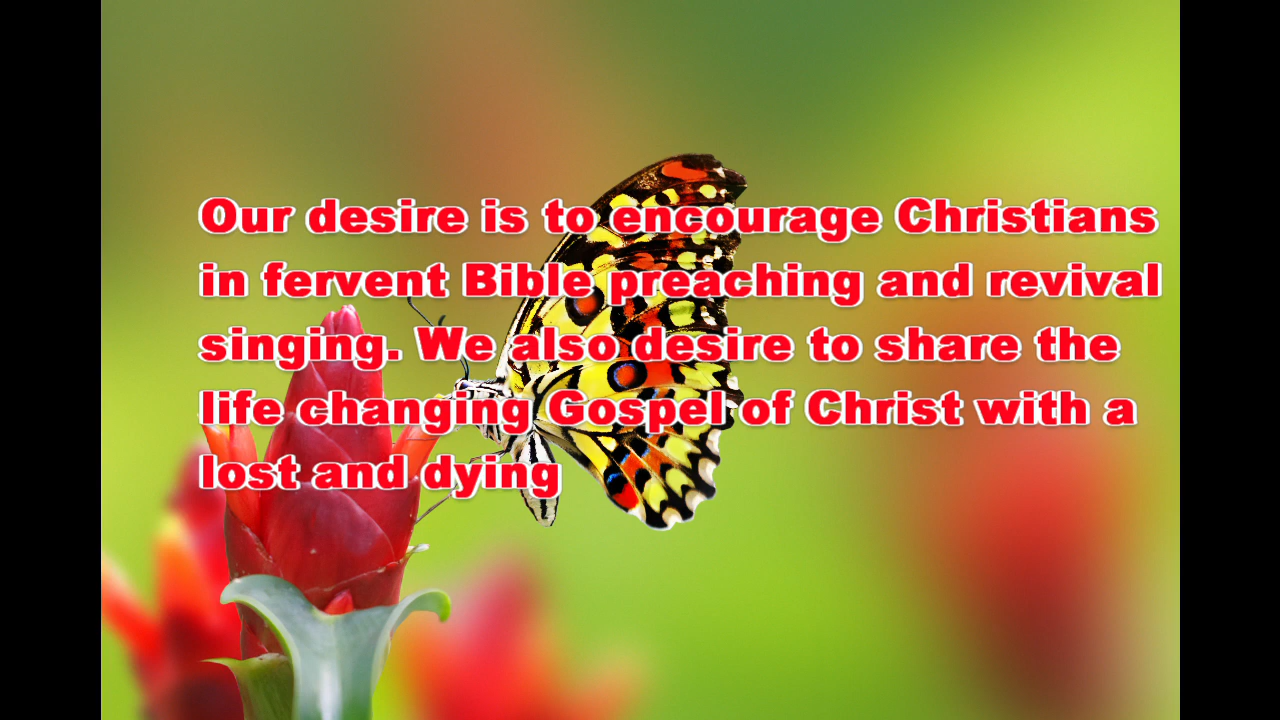 Our desire is to encourage Christians
in fervent Bible preaching and revival
singing. We also desire to share the
life changing Gospel of Christ with a
lost and dying